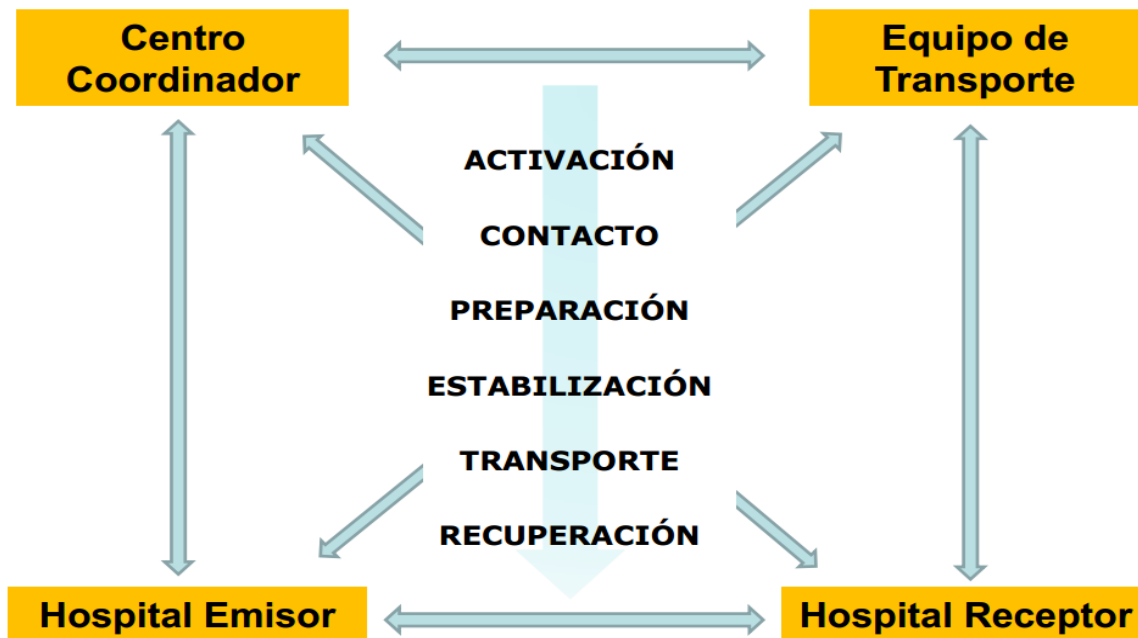 Centro
Coordinador
Equipo de
Transporte
ACTIVACIÓN
CONTACTO
PREPARACIÓN
ESTABILIZACIÓN
TRANSPORTE
RECUPERACIÓN
Hospital Emisor
Hospital Receptor